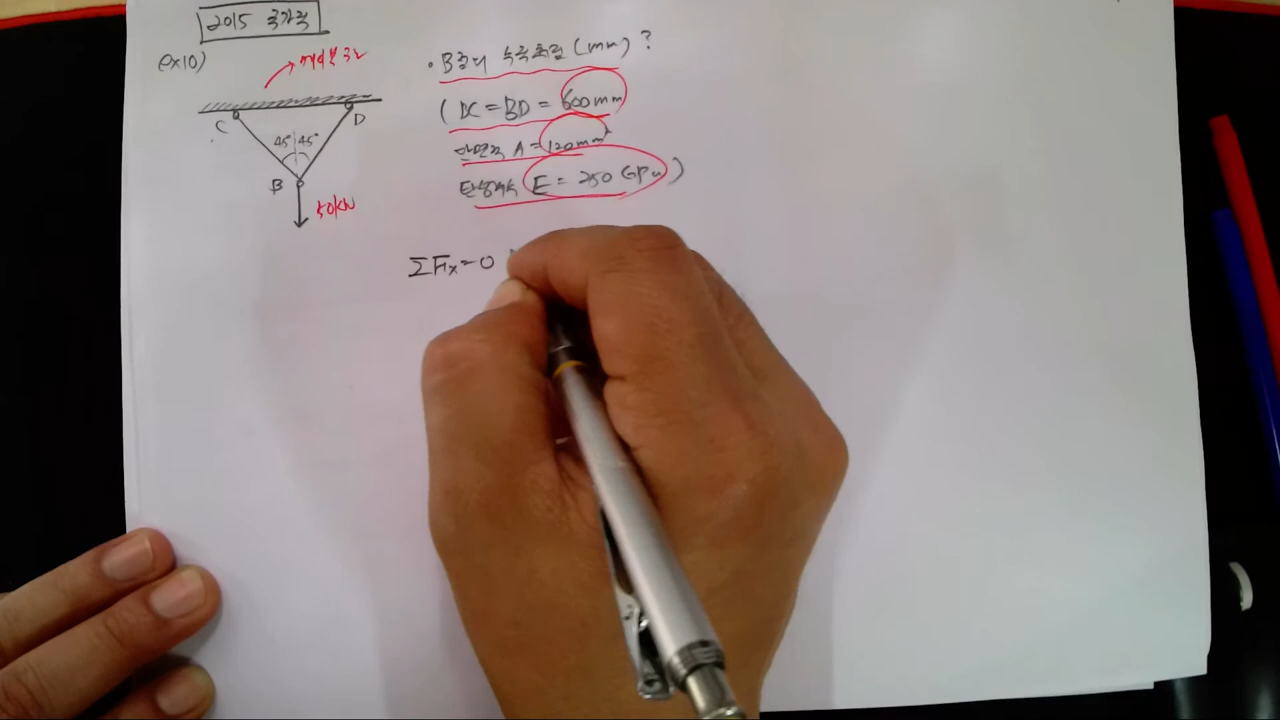 2015 국가직
ex10)
C
D
45° 45°
B
50kN
• B점의 수직처짐 (mm) ?
( BC = BD = 600mm
단면적 A = 120mm²
탄성계수 E = 250 GPa )
ΣFx = 0